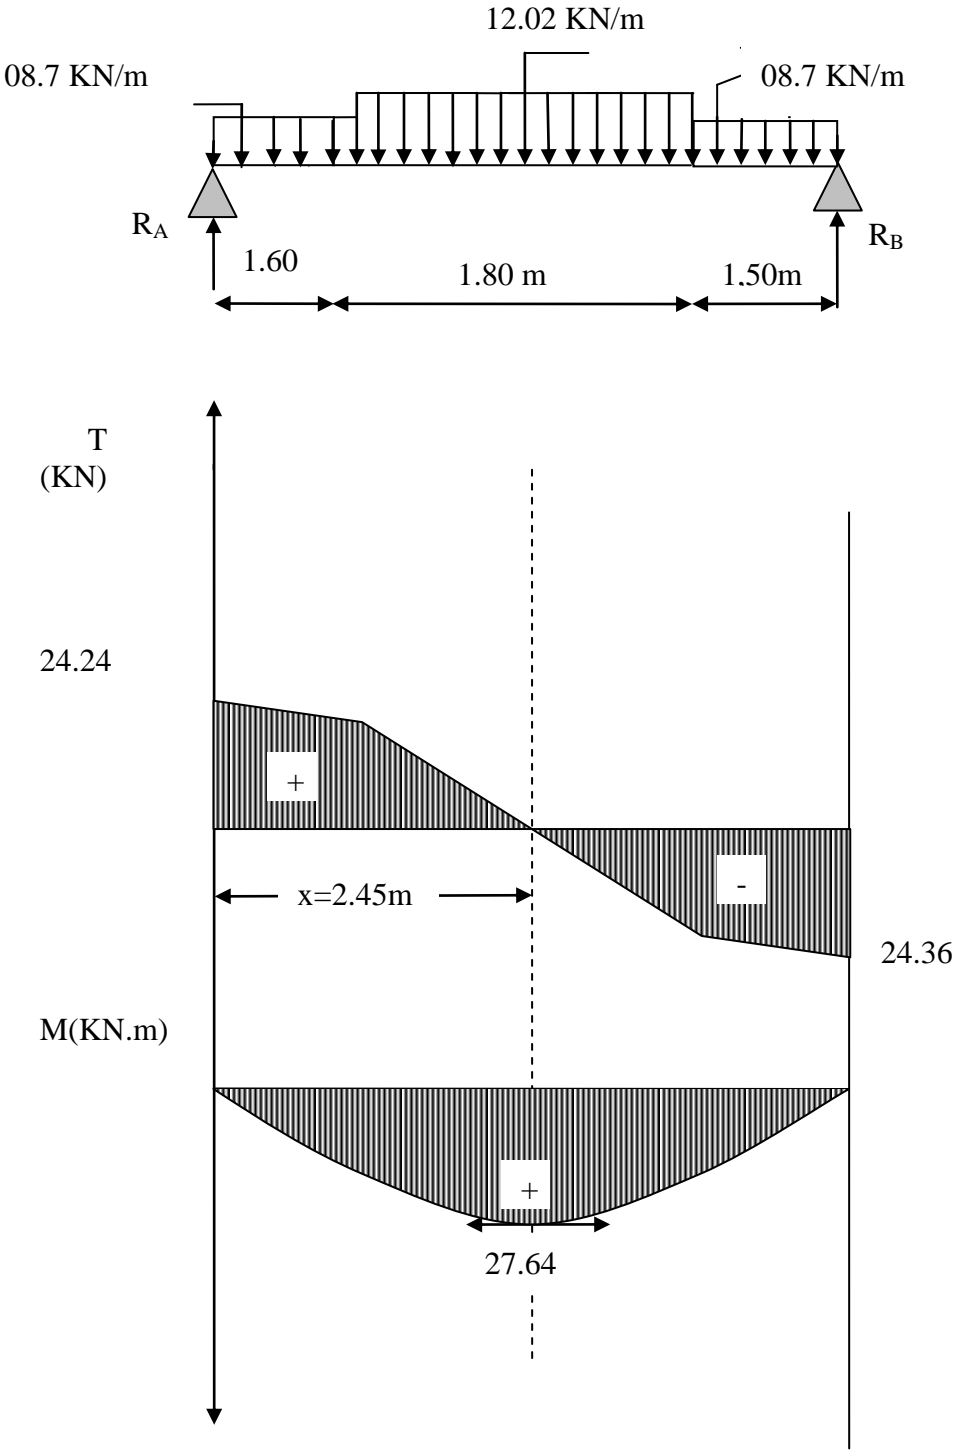 12.02 KN/m
08.7 KN/m
08.7 KN/m
RA
RB
1.60
1.80 m
1.50m
T
(KN)
24.24
+
-
x=2.45m
24.36
M(KN.m)
+
27.64